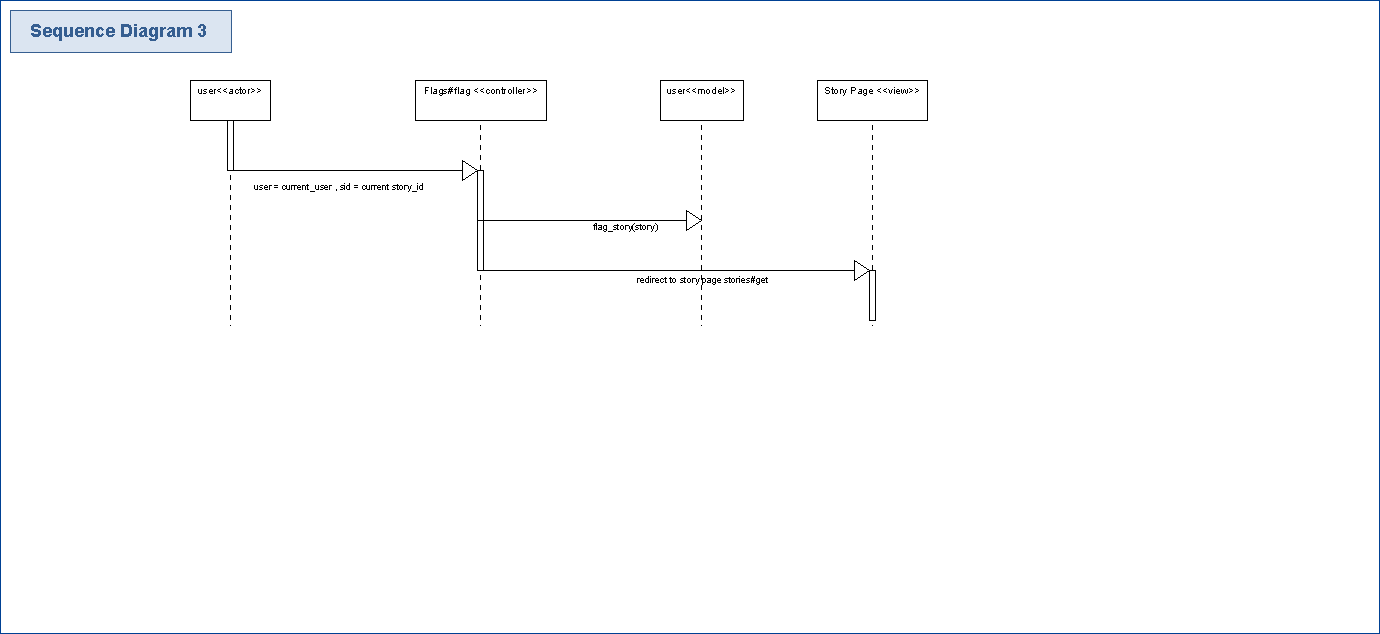 Sequence Diagram 3
user<<actor>>
Flags#flag <<controller>>
user<<model>>
Story Page <<view>>
user = current_user , sid = current story_id
flag_story(story)
redirect to story page stories#get